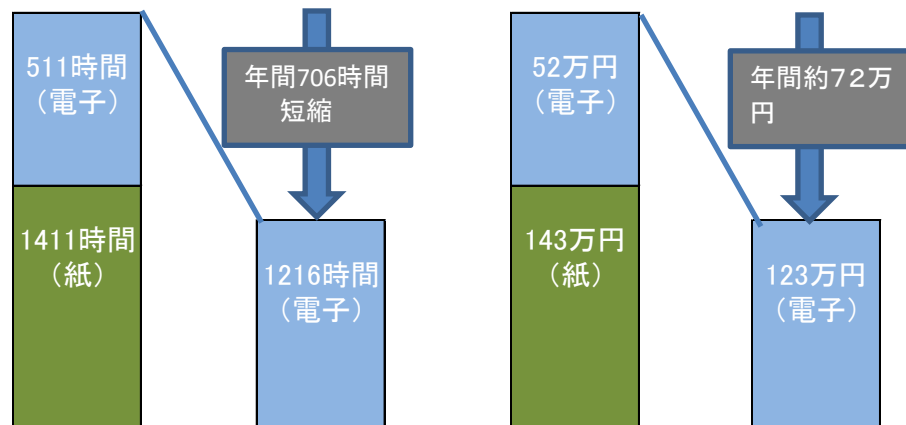 511時間
（電子）
年間706時間
短縮
1411時間
（紙）
1216時間
（電子）
52万円
（電子）
年間約７２万
円
143万円
（紙）
123万円
（電子）